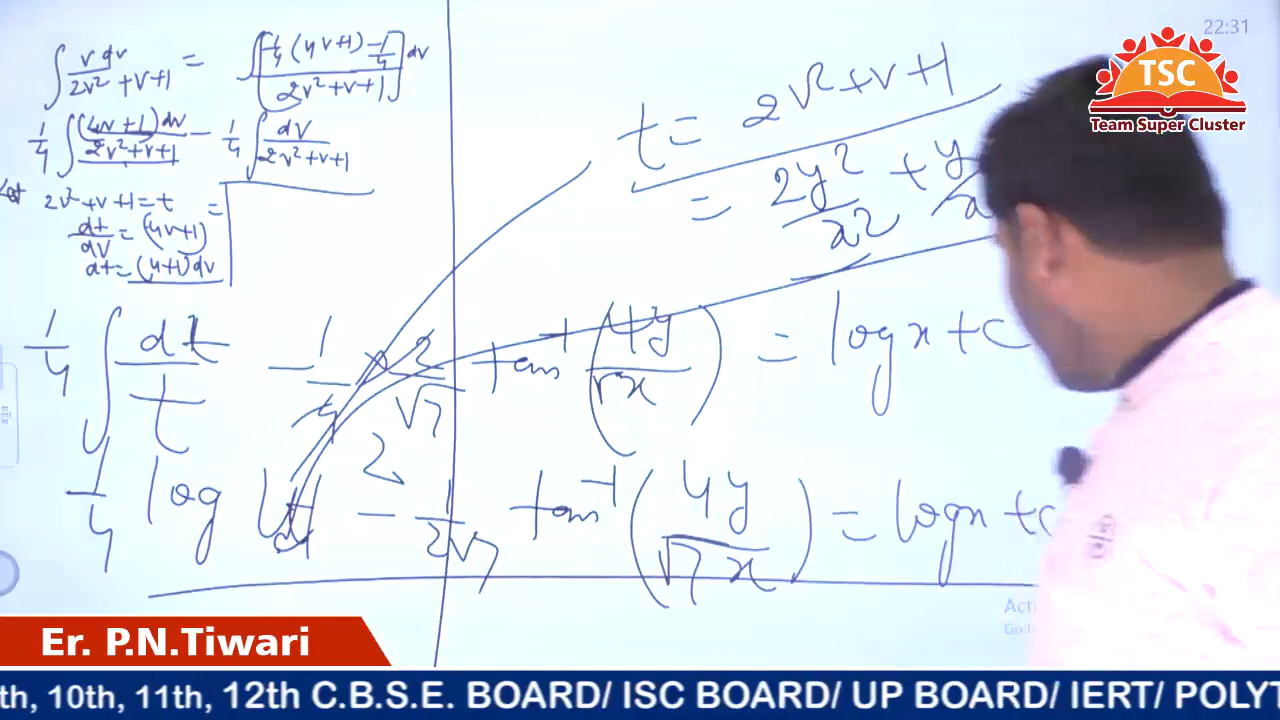 22:31
TSC
Team Super Cluster
∫ v dv / 2v² + v + 1 = ∫ [ 1/4 (4v+1) - 1/4 / 2v² + v + 1 ] dv
1/4 ∫ (4v+1) dv / 2v² + v + 1 - 1/4 ∫ dv / 2v² + v + 1
Let 2v² + v + 1 = t =
dt/dv = (4v+1)
dt = (4+1) dv
t = 2v² + v + 1
= 2y²/x² + y/x
1/4 ∫ dt/t - 1/4 × 2/√7 tan⁻¹ (4y/√x) = log x + c
2
1/4 log - 1/2√7 tan⁻¹ (4y/√7 x) = log x + c
Er. P.N.Tiwari
th, 10th, 11th, 12th C.B.S.E. BOARD/ ISC BOARD/ UP BOARD/ IERT/ POLYT